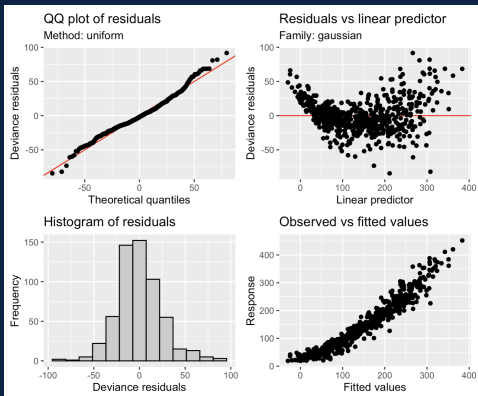 QQ plot of residuals
Method: uniform
Deviance residuals
100
50
0
-50
-50
0
50
Theoretical quantiles
Residuals vs linear predictor
Family: gaussian
Deviance residuals
100
50
0
-50
0
100
200
300
400
Linear predictor
Histogram of residuals
Frequency
150
100
50
0
-100
-50
0
50
100
Deviance residuals
Observed vs fitted values
Response
400
300
200
100
0
0
100
200
300
400
Fitted values